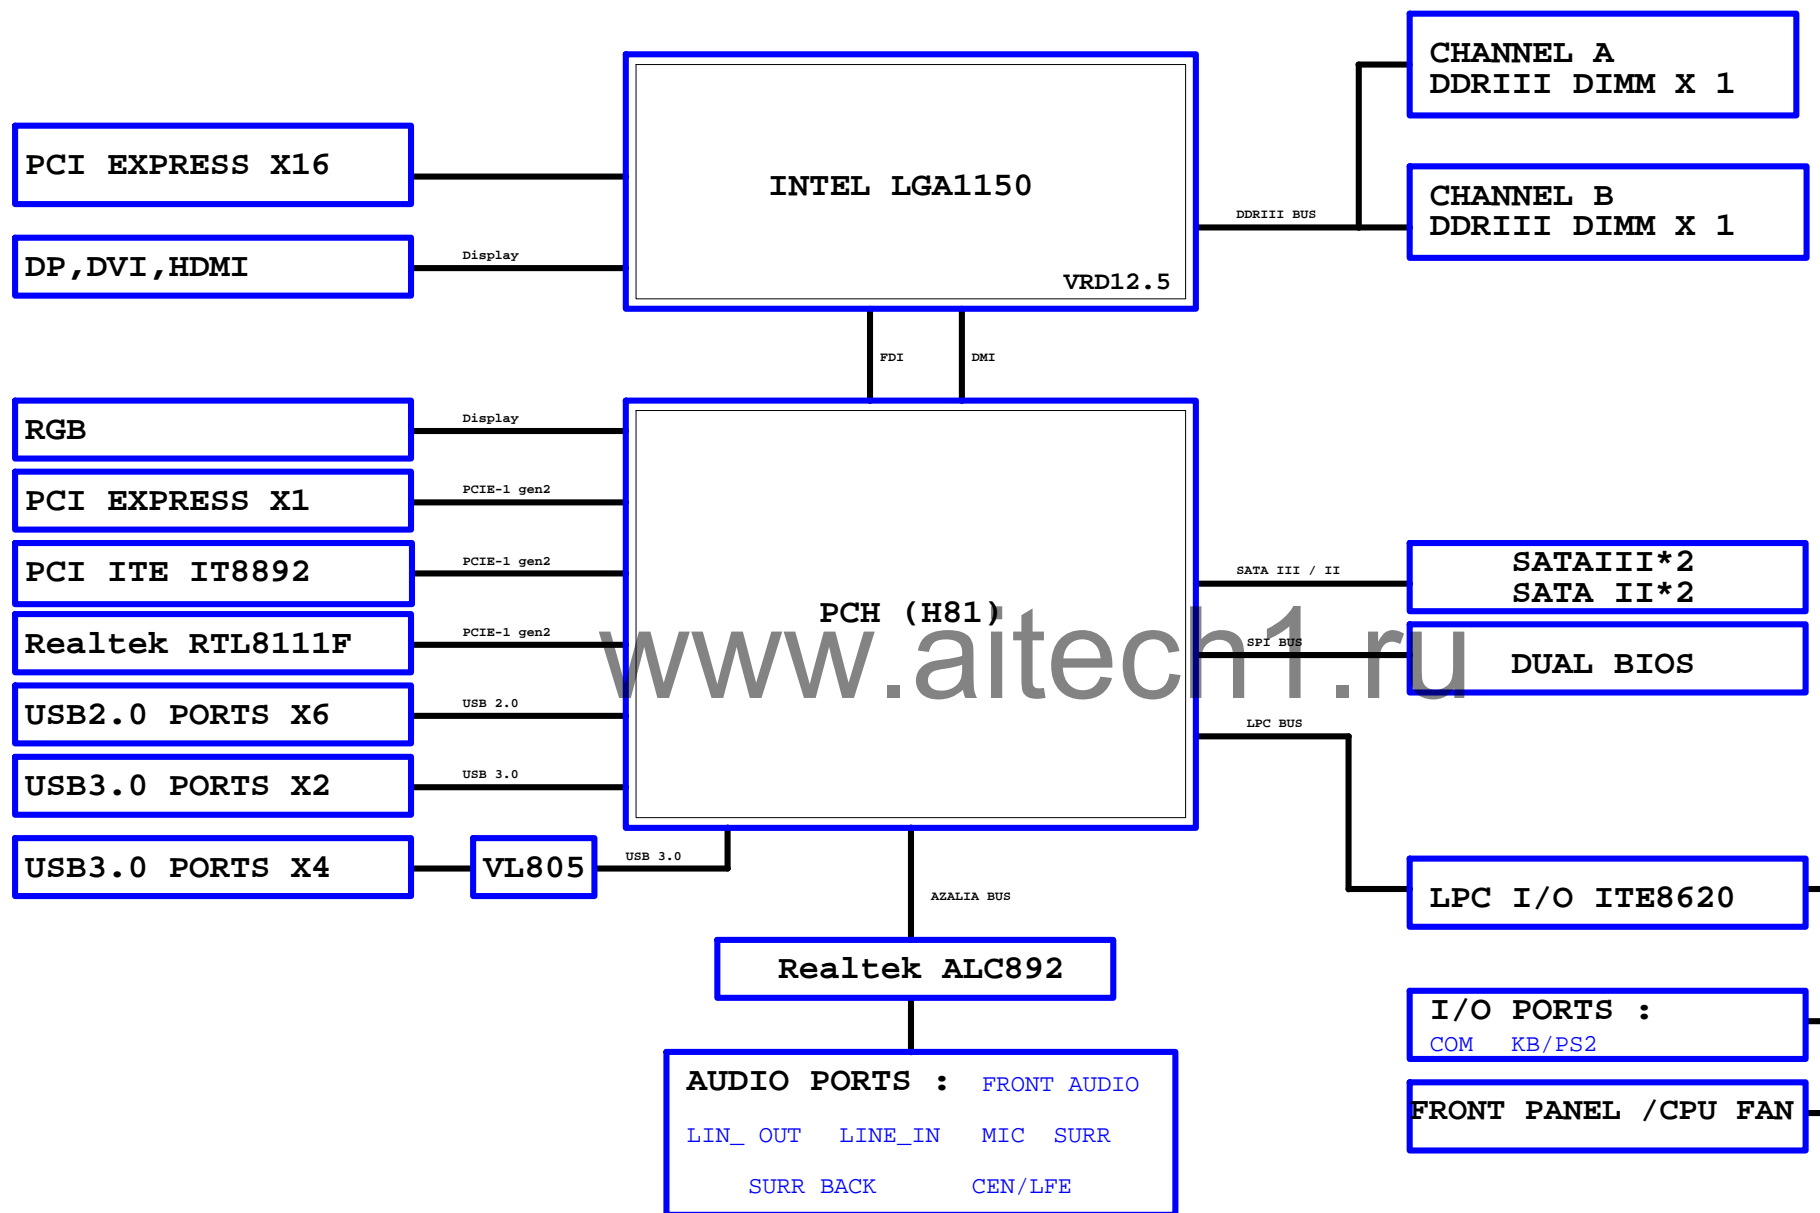 CHANNEL A
DDRIII DIMM X 1
PCI EXPRESS X16
INTEL LGA1150
CHANNEL B
DDRIII DIMM X 1
DDRIII BUS
DP,DVI,HDMI
Display
VRD12.5
FDI
DMI
RGB
Display
PCI EXPRESS X1
PCIE-1 gen2
PCI ITE IT8892
PCIE-1 gen2
SATA III / II
SATAIII*2
SATA II*2
PCH (H81)
Realtek RTL8111F
PCIE-1 gen2
www.aitech1.ru
SPI BUS
DUAL BIOS
USB2.0 PORTS X6
USB 2.0
LPC BUS
USB3.0 PORTS X2
USB 3.0
USB3.0 PORTS X4
VL805
USB 3.0
AZALIA BUS
LPC I/O ITE8620
Realtek ALC892
I/O PORTS :
COM KB/PS2
AUDIO PORTS : FRONT AUDIO
LIN_ OUT LINE_IN MIC SURR
SURR BACK CEN/LFE
FRONT PANEL /CPU FAN